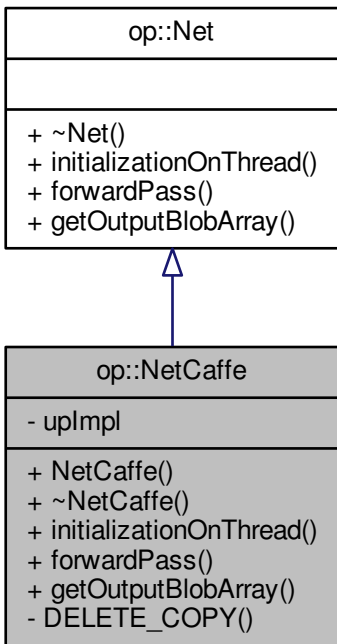 op::Net
+ ~Net()
+ initializationOnThread()
+ forwardPass()
+ getOutputBlobArray()
op::NetCaffe
- upImpl
+ NetCaffe()
+ ~NetCaffe()
+ initializationOnThread()
+ forwardPass()
+ getOutputBlobArray()
- DELETE_COPY()